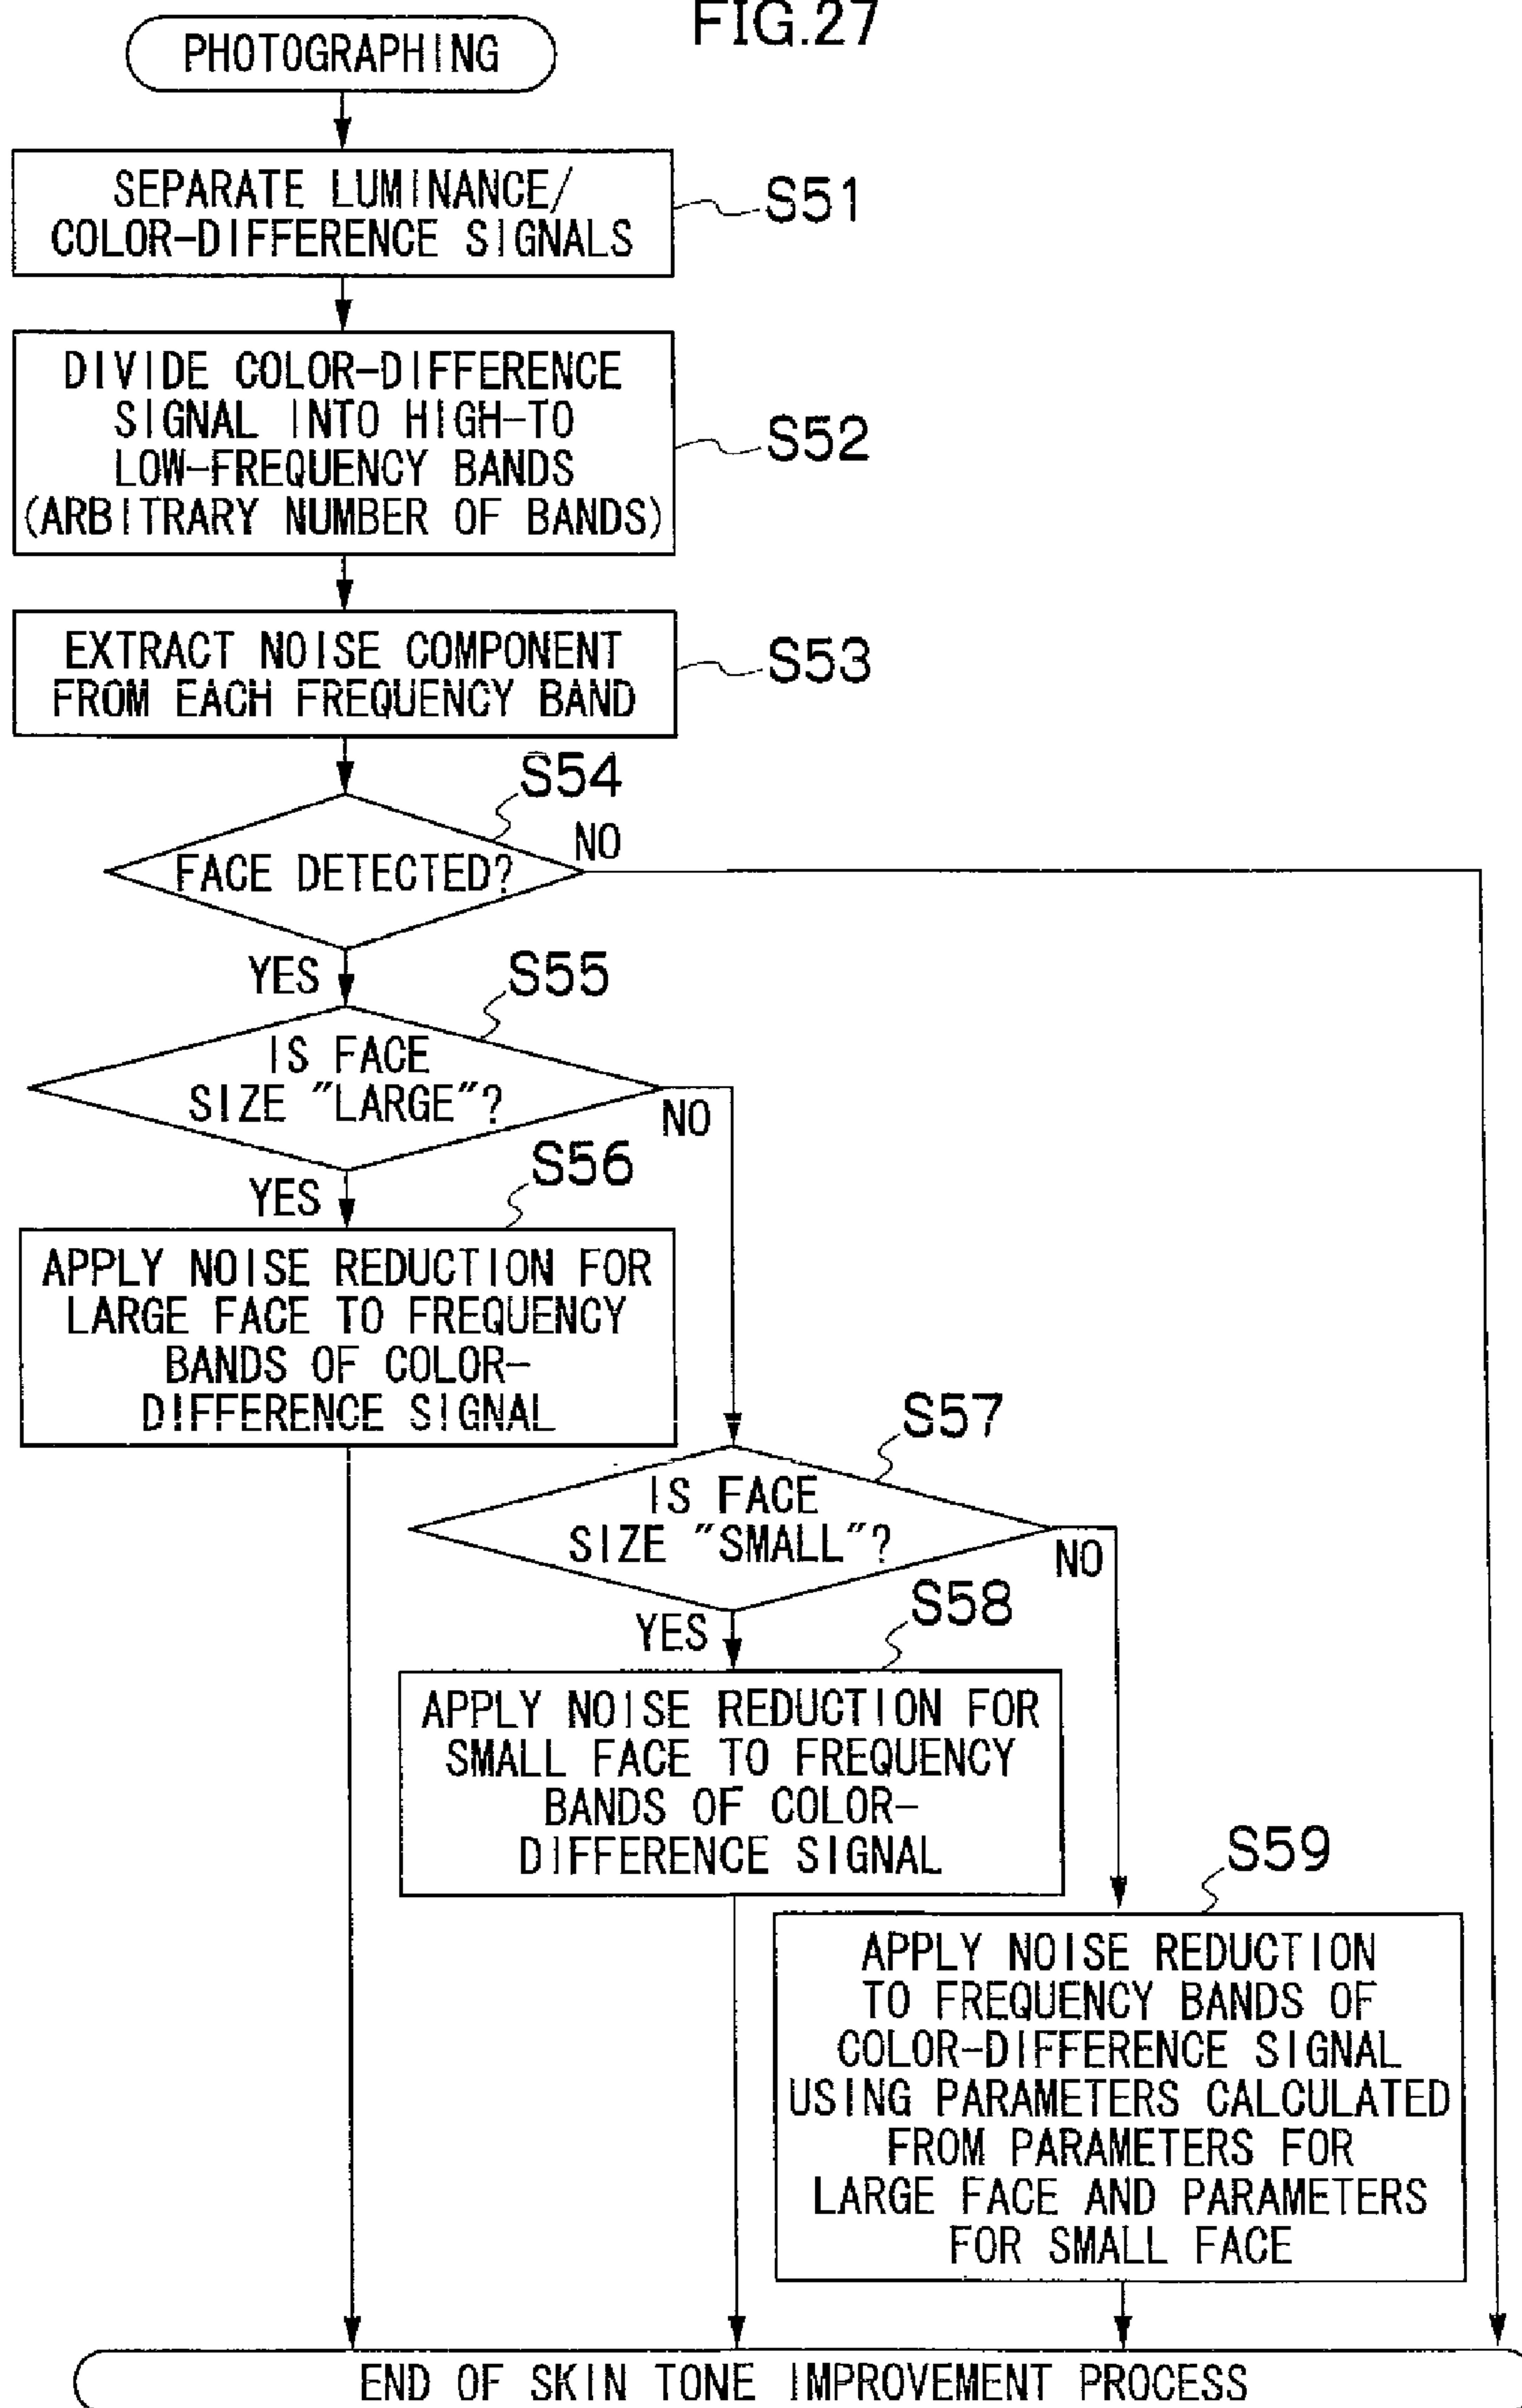 FIG.27
PHOTOGRAPHING
SEPARATE LUMINANCE/
COLOR-DIFFERENCE SIGNALS
S51
DIVIDE COLOR-DIFFERENCE
SIGNAL INTO HIGH-TO
LOW-FREQUENCY BANDS
(ARBITRARY NUMBER OF BANDS)
S52
EXTRACT NOISE COMPONENT
FROM EACH FREQUENCY BAND
S53
S54
FACE DETECTED?
NO
YES
S55
IS FACE
SIZE "LARGE"?
NO
YES
S56
APPLY NOISE REDUCTION FOR
LARGE FACE TO FREQUENCY
BANDS OF COLOR-
DIFFERENCE SIGNAL
S57
IS FACE
SIZE "SMALL"?
NO
YES
S58
APPLY NOISE REDUCTION FOR
SMALL FACE TO FREQUENCY
BANDS OF COLOR-
DIFFERENCE SIGNAL
S59
APPLY NOISE REDUCTION
TO FREQUENCY BANDS OF
COLOR-DIFFERENCE SIGNAL
USING PARAMETERS CALCULATED
FROM PARAMETERS FOR
LARGE FACE AND PARAMETERS
FOR SMALL FACE
END OF SKIN TONE IMPROVEMENT PROCESS